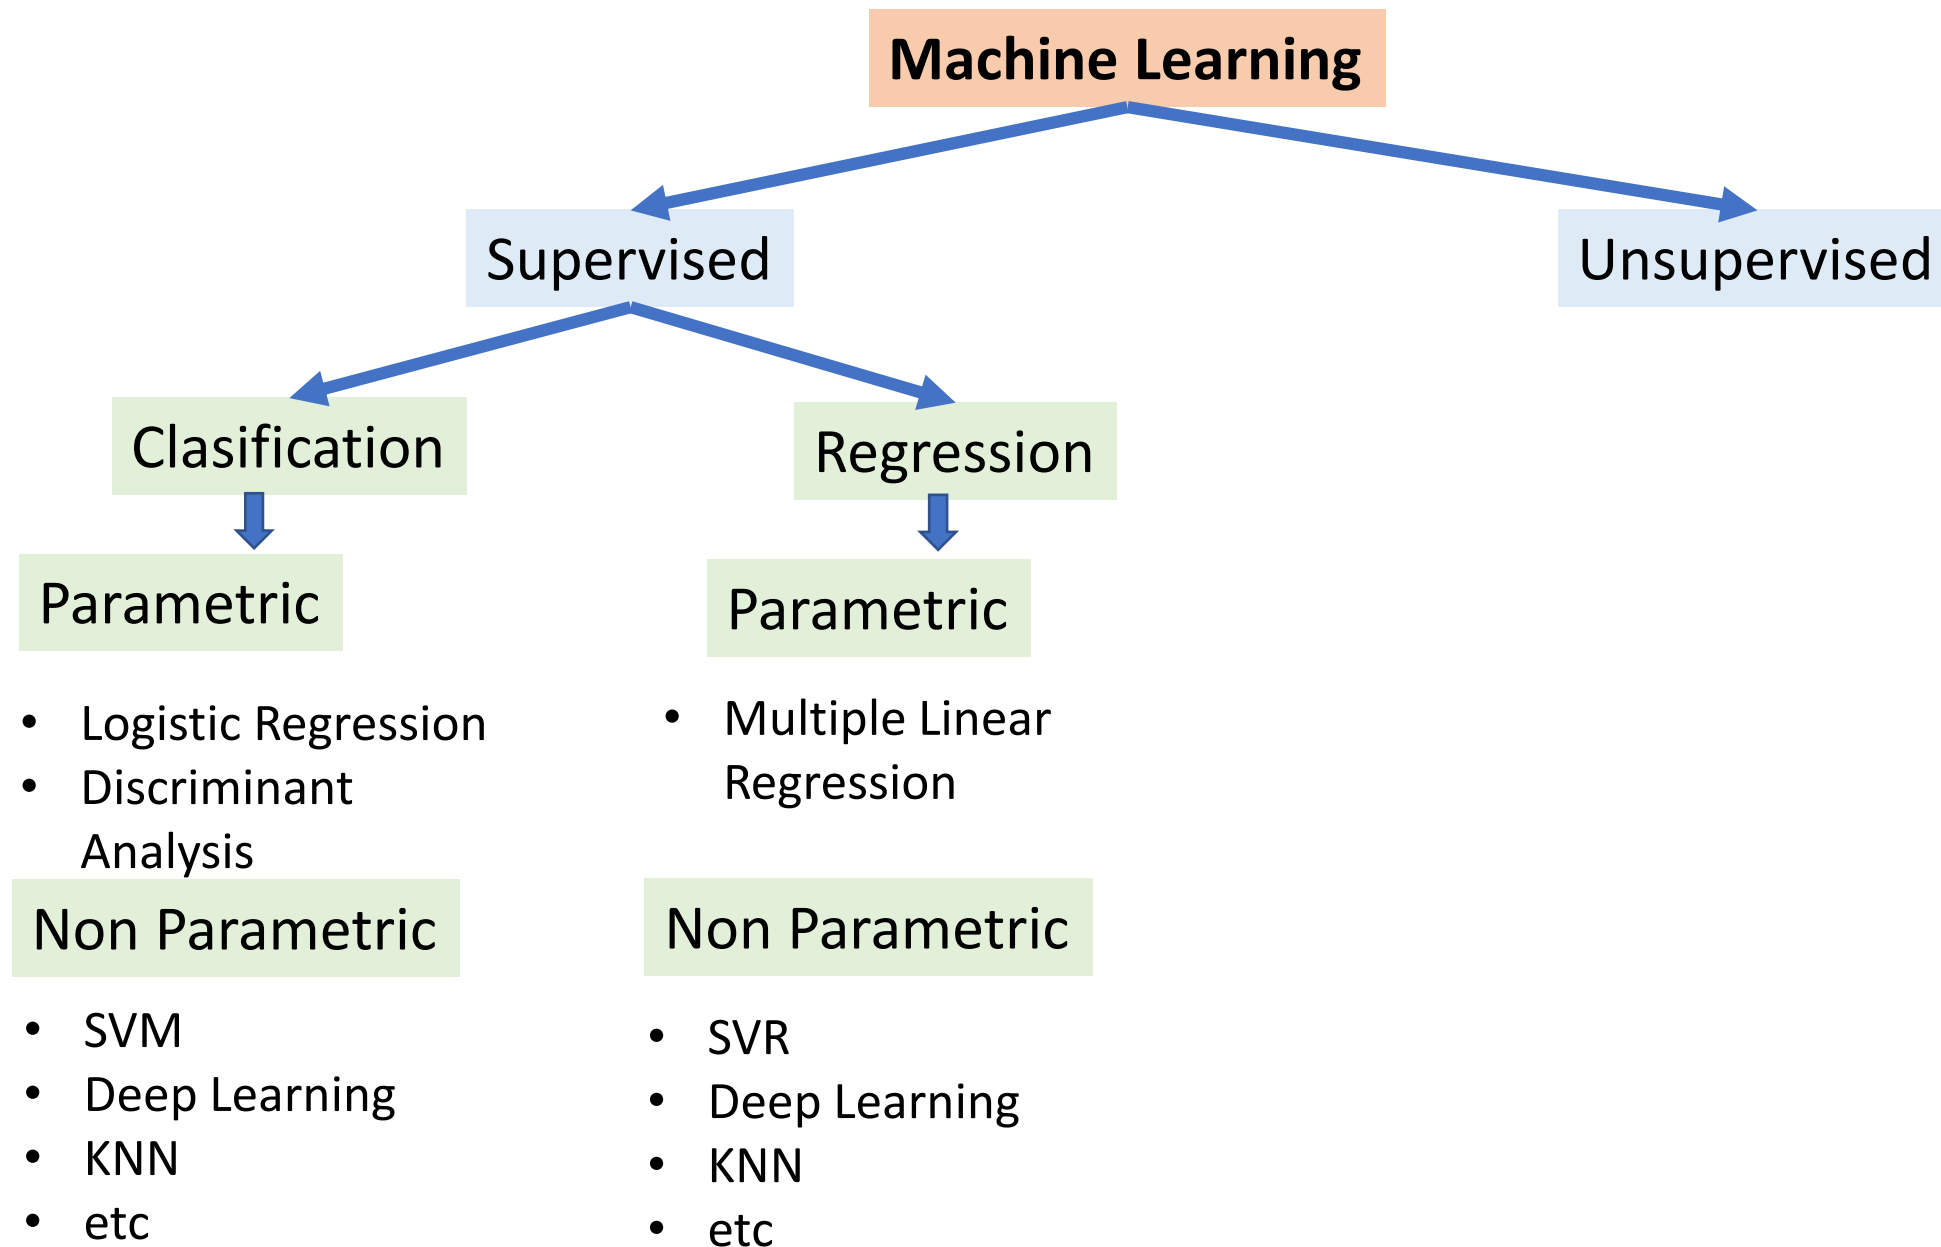 Machine Learning
Supervised
Unsupervised
Clasification
Regression
Parametric
Parametric
• Logistic Regression
• Discriminant
Analysis
• Multiple Linear
Regression
Non Parametric
Non Parametric
• SVM
• Deep Learning
• KNN
• etc
• SVR
• Deep Learning
• KNN
• etc